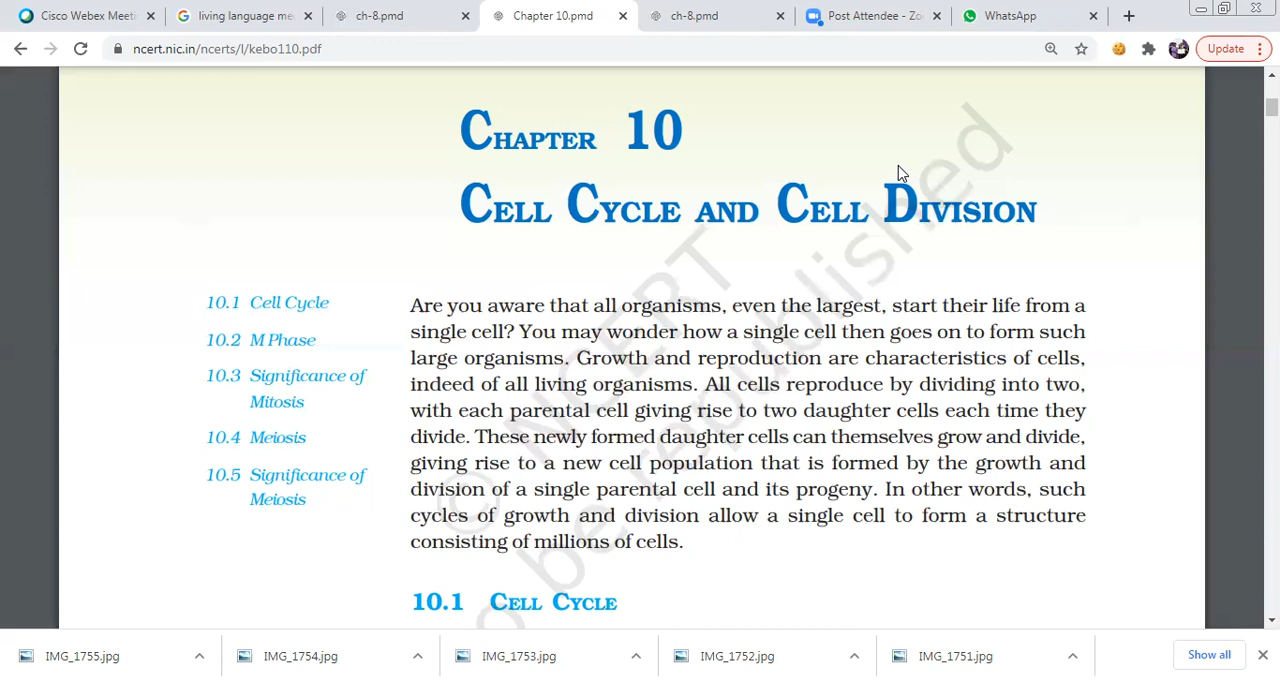 Cisco Webex Meeti
living language me
ch-8.pmd
Chapter 10.pmd
ch-8.pmd
Post Attendee - Zo
WhatsApp
ncert.nic.in/ncerts/l/kebo110.pdf
Update
CHAPTER 10
CELL CYCLE AND CELL DIVISION
10.1 Cell Cycle
10.2 M Phase
10.3 Significance of
Mitosis
10.4 Meiosis
10.5 Significance of
Meiosis
Are you aware that all organisms, even the largest, start their life from a
single cell? You may wonder how a single cell then goes on to form such
large organisms. Growth and reproduction are characteristics of cells,
indeed of all living organisms. All cells reproduce by dividing into two,
with each parental cell giving rise to two daughter cells each time they
divide. These newly formed daughter cells can themselves grow and divide,
giving rise to a new cell population that is formed by the growth and
division of a single parental cell and its progeny. In other words, such
cycles of growth and division allow a single cell to form a structure
consisting of millions of cells.
10.1 CELL CYCLE
© NCERT
o be republished
IMG_1755.jpg
IMG_1754.jpg
IMG_1753.jpg
IMG_1752.jpg
IMG_1751.jpg
Show all